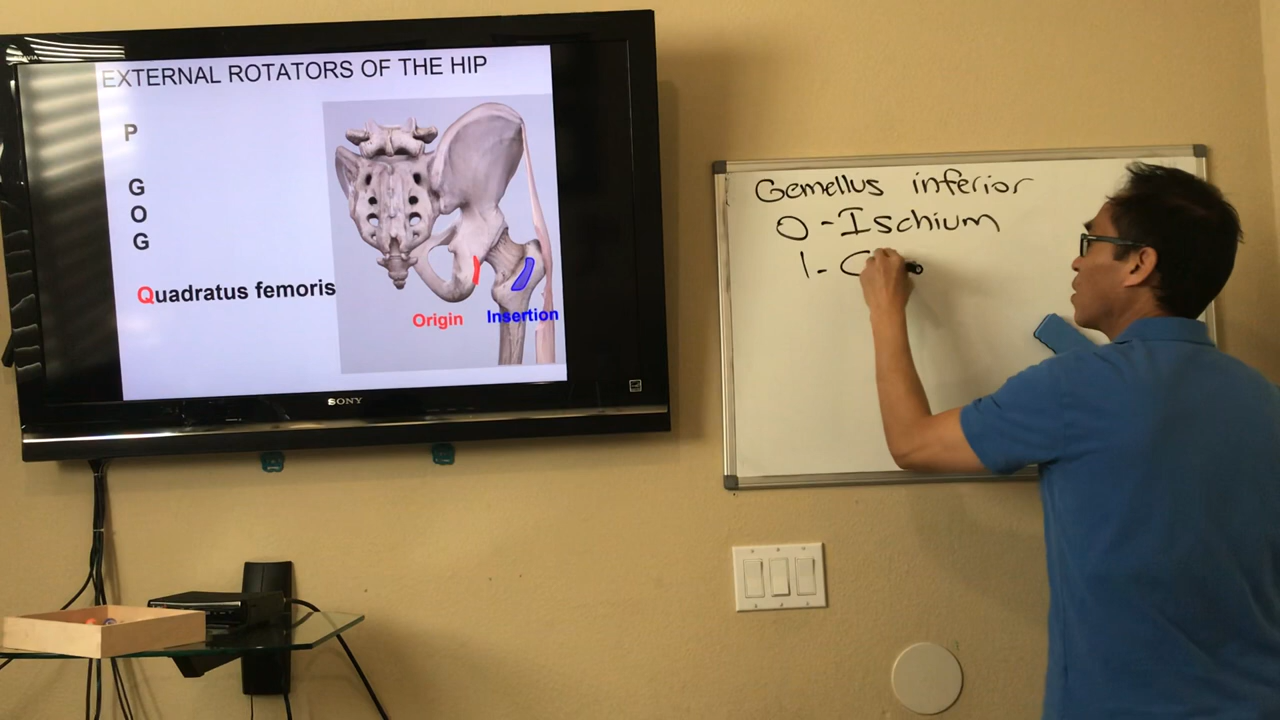 EXTERNAL ROTATORS OF THE HIP
P
G
O
G
Quadratus femoris
Origin
Insertion
SONY
Gemellus inferior
O - Ischium
I - G